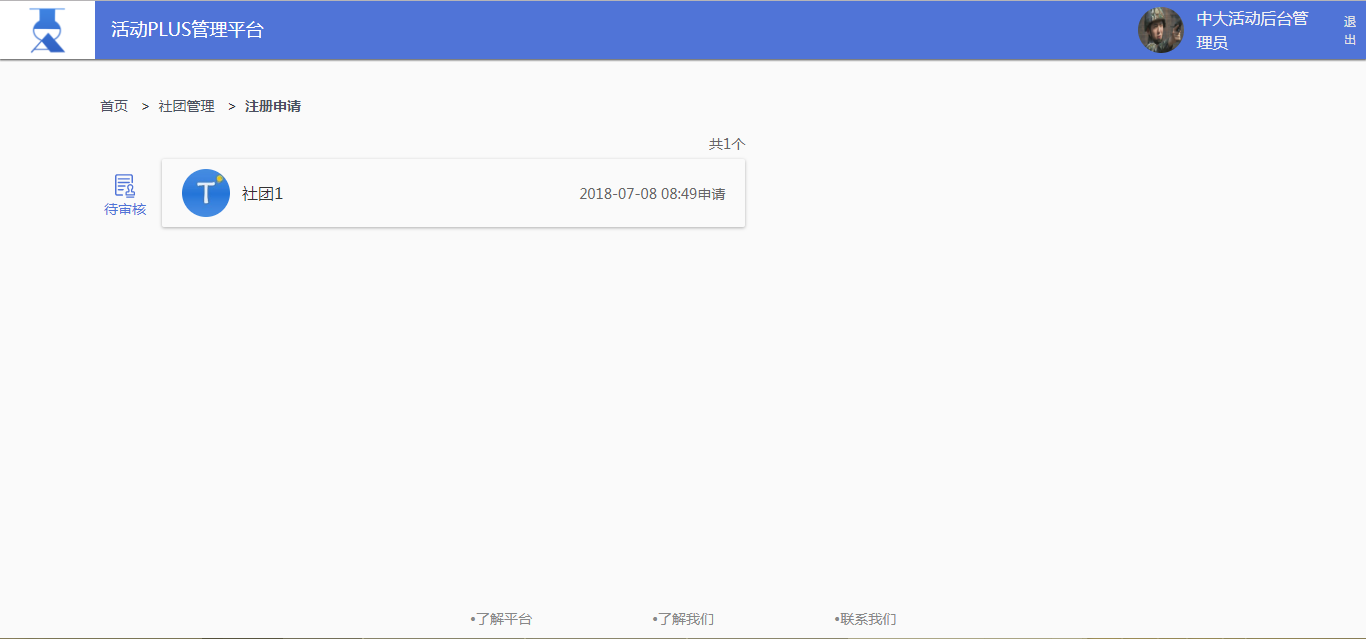 活动PLUS管理平台
中大活动后台管
理员
退
出
首页 > 社团管理 > 注册申请
共1个
待审核
T
社团1
2018-07-08 08:49申请
•了解平台 •了解我们 •联系我们